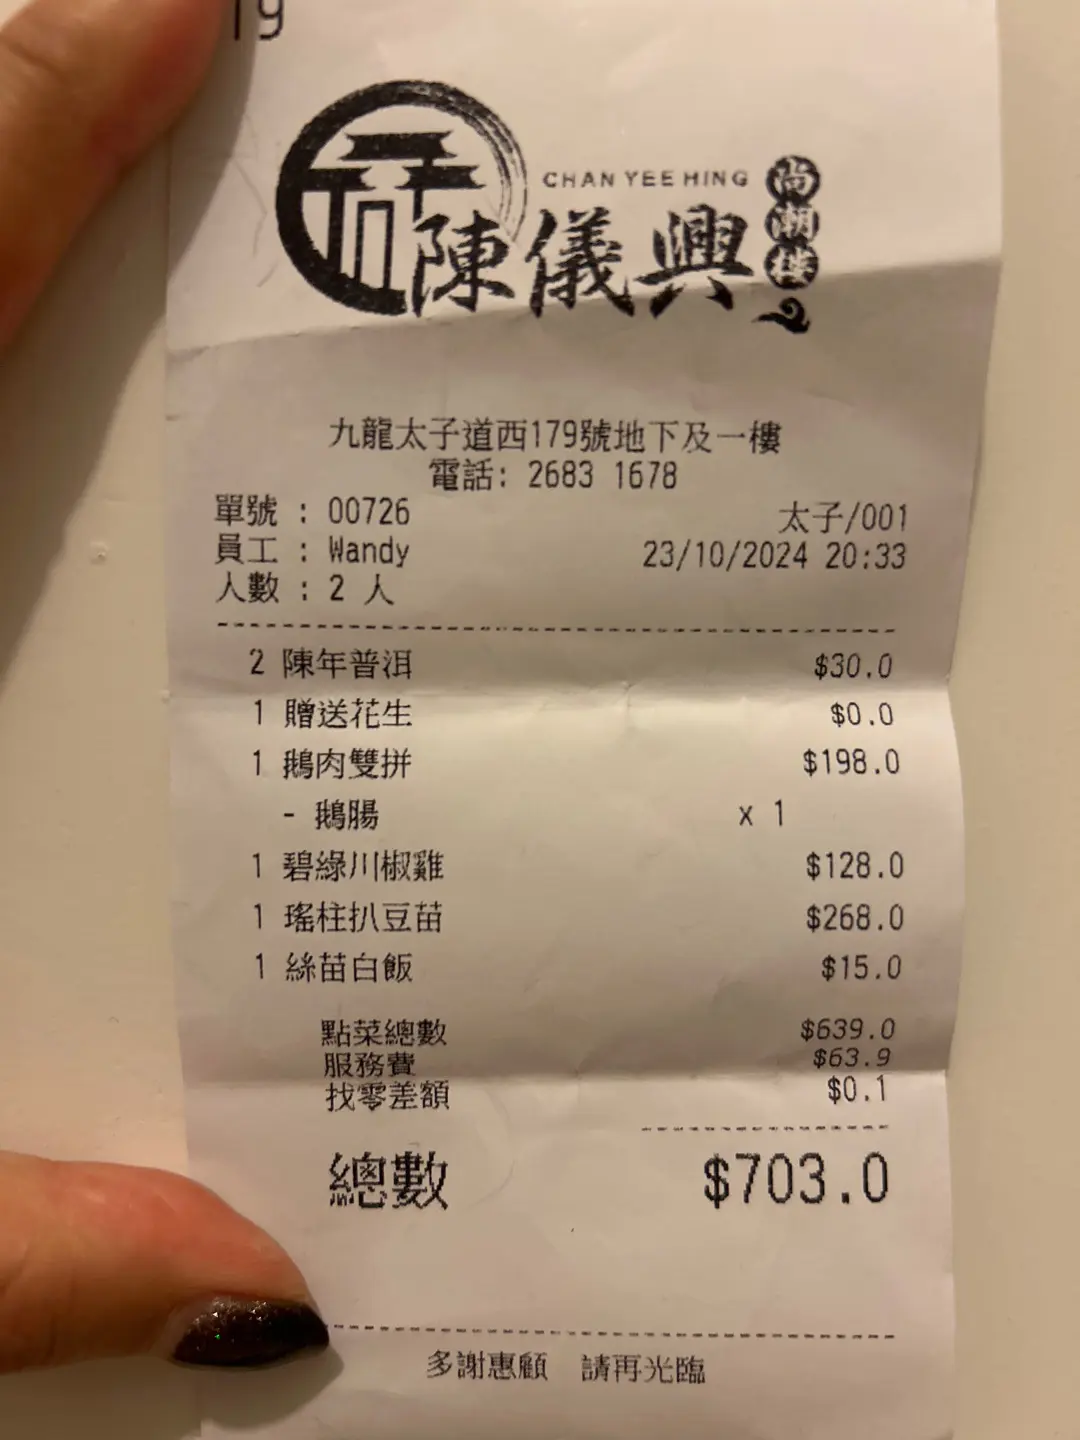 19
CHAN YEE HING
陳儀興
尚潮樓
九龍太子道西179號地下及一樓
電話: 2683 1678
單號 : 00726 太子/001
員工 : Wandy 23/10/2024 20:33
人數 : 2 人
2 陳年普洱 $30.0
1 贈送花生 $0.0
1 鵝肉雙拼 $198.0
- 鵝腸 x 1
1 碧綠川椒雞 $128.0
1 瑤柱扒豆苗 $268.0
1 絲苗白飯 $15.0
點菜總數 $639.0
服務費 $63.9
找零差額 $0.1
總數 $703.0
多謝惠顧 請再光臨